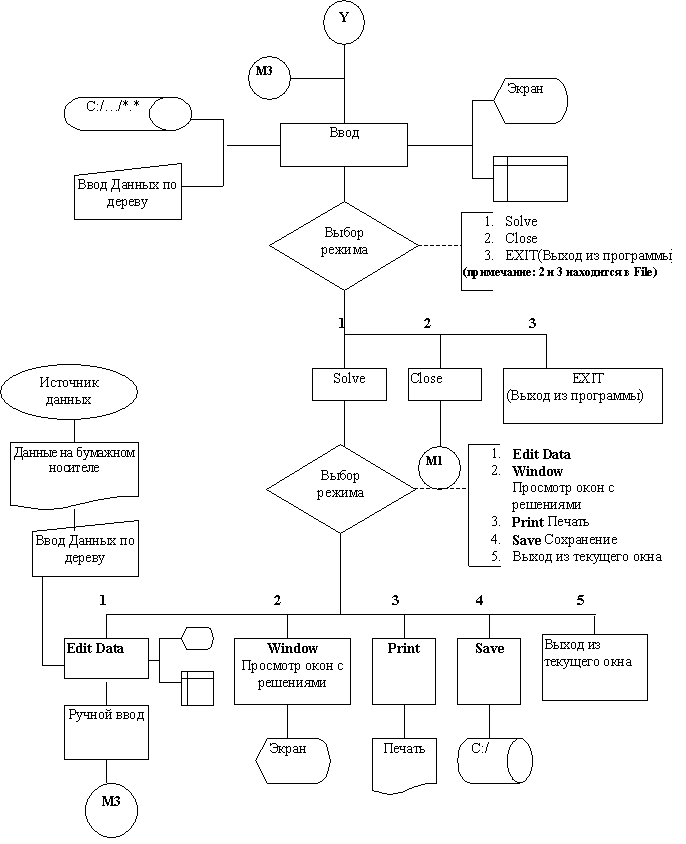 Y
М3
С:/…/*.*
Экран
Ввод
Ввод Данных по
дереву
Выбор
режима
1. Solve
2. Close
3. EXIT(Выход из программы
(примечание: 2 и 3 находится в File)
1
2
3
Источник
данных
Solve
Close
EXIT
(Выход из программы)
Данные на бумажном
носителе
Выбор
режима
М1
1. Edit Data
2. Window
Просмотр окон с
решениями
3. Print Печать
4. Save Сохранение
5. Выход из текущего окна
Ввод Данных по
дереву
1
2
3
4
5
Edit Data
Window
Просмотр окон с
решениями
Print
Save
Выход из
текущего окна
Ручной ввод
Экран
Печать
С:/
М3